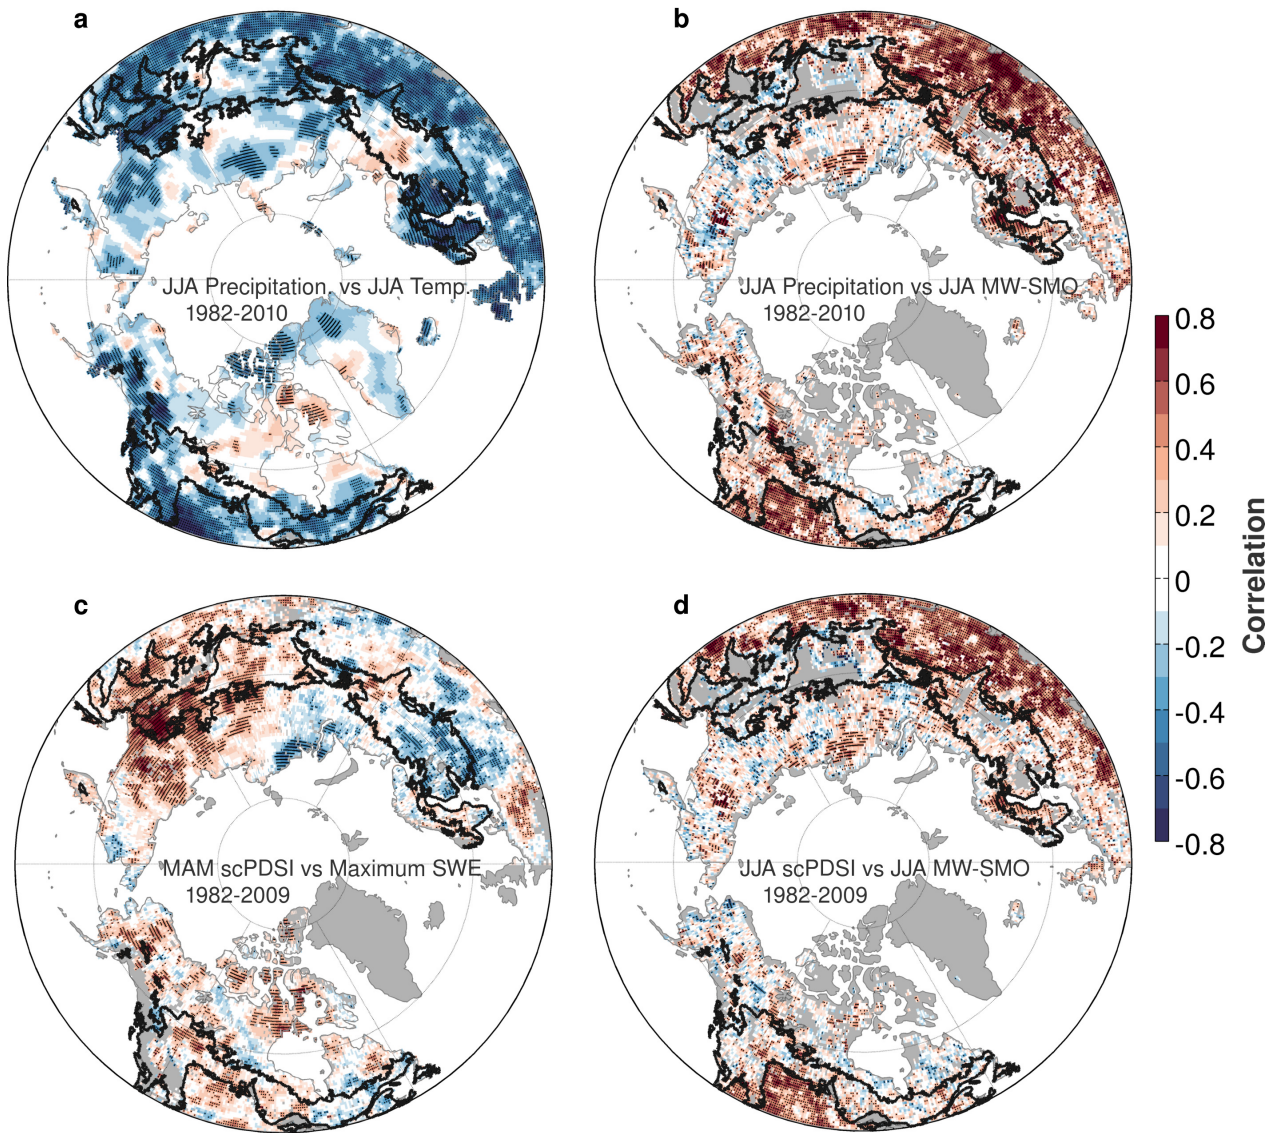 a
b
JJA Precipitation. vs JJA Temp.
1982-2010
JJA Precipitation vs JJA MW-SMO
1982-2010
c
d
MAM scPDSI vs Maximum SWE
1982-2009
JJA scPDSI vs JJA MW-SMO
1982-2009
0.8
0.6
0.4
0.2
0
-0.2
-0.4
-0.6
-0.8
Correlation